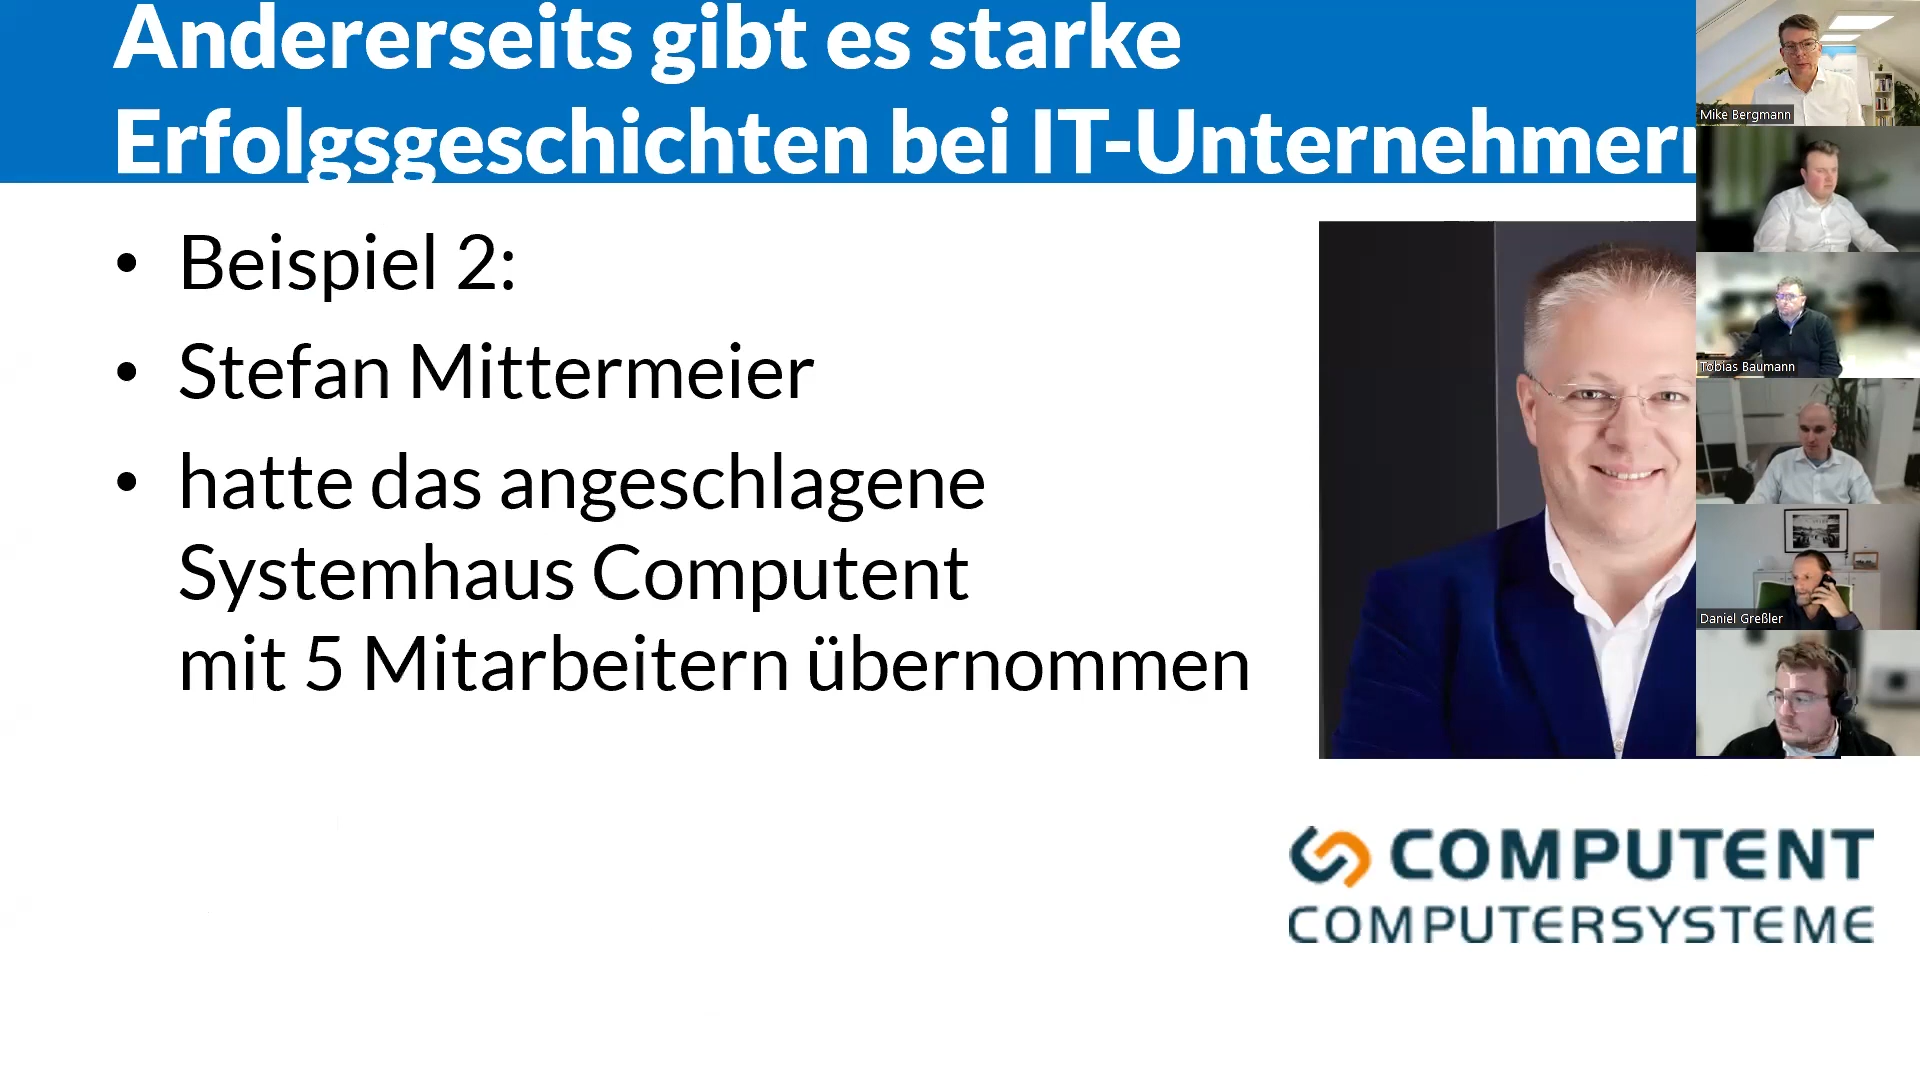 Andererseits gibt es starke
Erfolgsgeschichten bei IT-Unternehmern
• Beispiel 2:
• Stefan Mittermeier
• hatte das angeschlagene
Systemhaus Computent
mit 5 Mitarbeitern übernommen
COMPUTENT
COMPUTERSYSTEME
Mike Bergmann
Tobias Baumann
Daniel Greßler